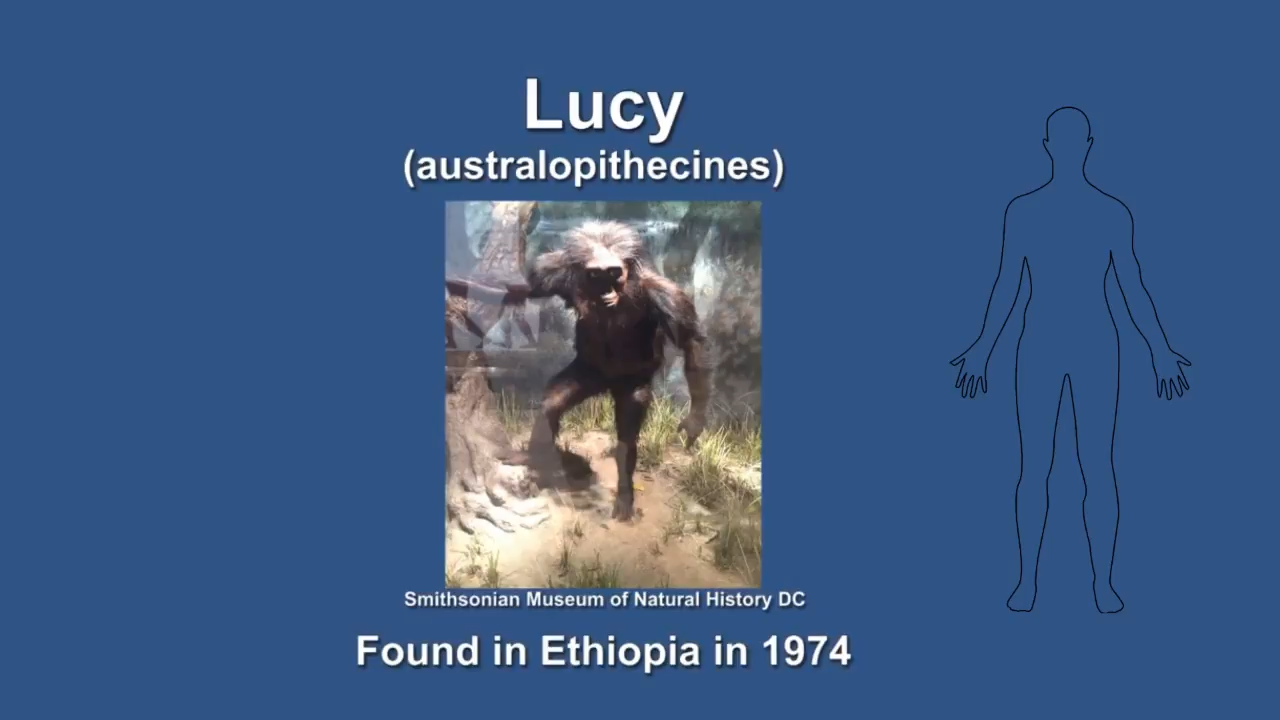 Lucy
(australopithecines)
Smithsonian Museum of Natural History DC
Found in Ethiopia in 1974